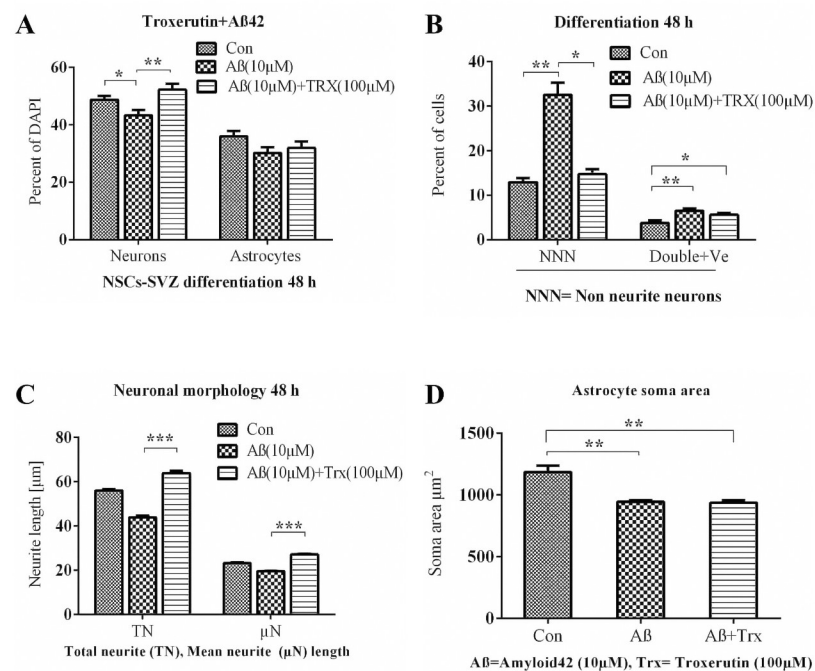 A
Troxerutin+Aß42
Con
Aß(10µM)
Aß(10µM)+TRX(100µM)
* **
60
40
20
0
Percent of DAPI
Neurons Astrocytes
NSCs-SVZ differentiation 48 h
B
Differentiation 48 h
Con
Aß(10µM)
Aß(10µM)+TRX(100µM)
** *
*
**
40
30
20
10
0
Percent of cells
NNN Double+Ve
NNN= Non neurite neurons
C
Neuronal morphology 48 h
Con
Aß(10µM)
Aß(10µM)+Trx(100µM)
***
***
80
60
40
20
0
Neurite length [µm]
TN µN
Total neurite (TN), Mean neurite (µN) length
D
Astrocyte soma area
**
**
1500
1000
500
0
Soma area µm²
Con Aß Aß+Trx
Aß=Amyloid42 (10µM), Trx= Troxerutin (100µM)